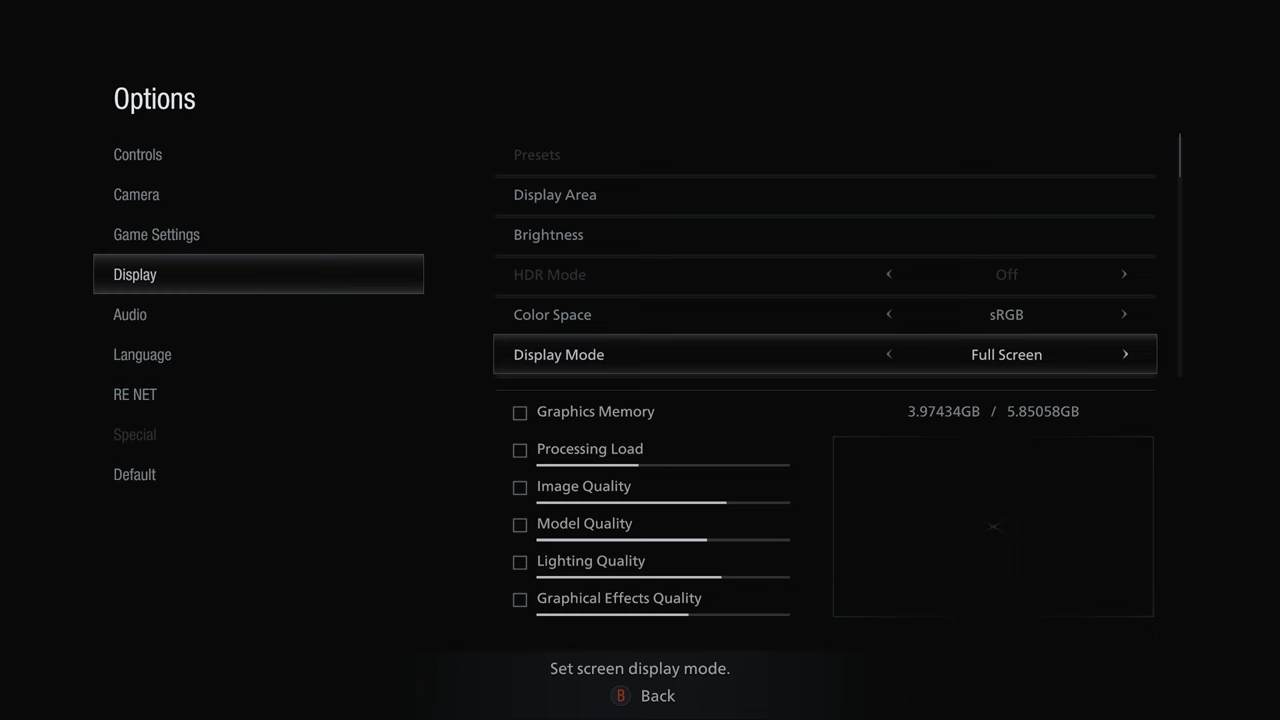 Options
Controls
Camera
Game Settings
Display
Audio
Language
RE NET
Special
Default
Presets
Display Area
Brightness
HDR Mode Off
Color Space sRGB
Display Mode Full Screen
Graphics Memory 3.97434GB / 5.85058GB
Processing Load
Image Quality
Model Quality
Lighting Quality
Graphical Effects Quality
Set screen display mode.
B Back